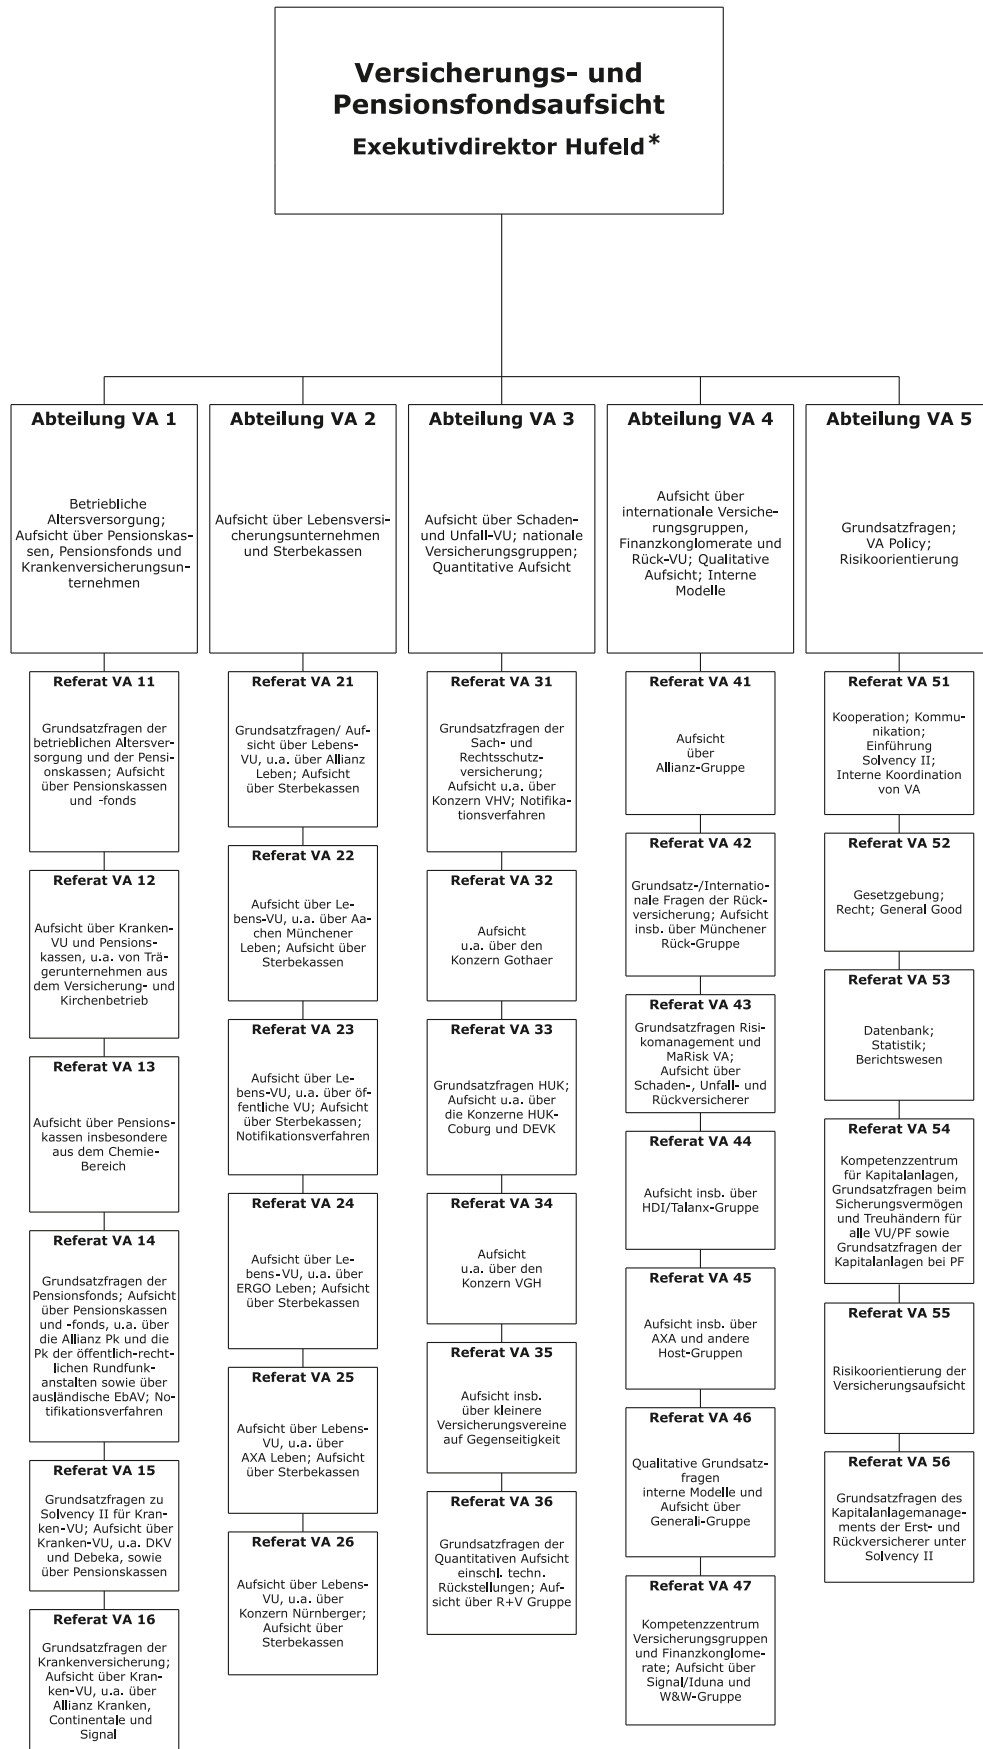 Versicherungs- und
Pensionsfondsaufsicht
Exekutivdirektor Hufeld*
Abteilung VA 1
Betriebliche
Altersversorgung;
Aufsicht über Pensionskas-
sen, Pensionsfonds und
Krankenversicherungsun-
ternehmen
Referat VA 11
Grundsatzfragen der
betrieblichen Altersver-
sorgung und der Pensi-
onskassen; Aufsicht
über Pensionskassen
und -fonds
Referat VA 12
Aufsicht über Kranken-
VU und Pensions-
kassen, u.a. von Trä-
gerunternehmen aus
dem Versicherung- und
Kirchenbetrieb
Referat VA 13
Aufsicht über Pensions-
kassen insbesondere
aus dem Chemie-
Bereich
Referat VA 14
Grundsatzfragen der
Pensionsfonds; Aufsicht
über Pensionskassen
und -fonds, u.a. über
die Allianz Pk und die
Pk der öffentlich-recht-
lichen Rundfunk-
anstalten sowie über
ausländische EbAV; No-
tifikationsverfahren
Referat VA 15
Grundsatzfragen zu
Solvency II für Kran-
ken-VU; Aufsicht über
Kranken-VU, u.a. DKV
und Debeka, sowie
über Pensionskassen
Referat VA 16
Grundsatzfragen der
Krankenversicherung;
Aufsicht über Kran-
ken-VU, u.a. über
Allianz Kranken,
Continentale und
Signal
Abteilung VA 2
Aufsicht über Lebensversi-
cherungsunternehmen
und Sterbekassen
Referat VA 21
Grundsatzfragen/ Auf-
sicht über Lebens-
VU, u.a. über Allianz
Leben; Aufsicht
über Sterbekassen
Referat VA 22
Aufsicht über Le-
bens-VU, u.a. über Aa-
chen Münchener
Leben; Aufsicht über
Sterbekassen
Referat VA 23
Aufsicht über Le-
bens-VU, u.a. über öf-
fentliche VU; Aufsicht
über Sterbekassen;
Notifikationsverfahren
Referat VA 24
Aufsicht über Le-
bens-VU, u.a. über
ERGO Leben; Aufsicht
über Sterbekassen
Referat VA 25
Aufsicht über Lebens-
VU, u.a. über
AXA Leben; Aufsicht
über Sterbekassen
Referat VA 26
Aufsicht über Lebens-
VU, u.a. über
Konzern Nürnberger;
Aufsicht über
Sterbekassen
Abteilung VA 3
Aufsicht über Schaden-
und Unfall-VU; nationale
Versicherungsgruppen;
Quantitative Aufsicht
Referat VA 31
Grundsatzfragen der
Sach- und
Rechtsschutz-
versicherung;
Aufsicht u.a. über
Konzern VHV; Notifika-
tionsverfahren
Referat VA 32
Aufsicht
u.a. über den
Konzern Gothaer
Referat VA 33
Grundsatzfragen HUK;
Aufsicht u.a. über
die Konzerne HUK-
Coburg und DEVK
Referat VA 34
Aufsicht
u.a. über den
Konzern VGH
Referat VA 35
Aufsicht insb.
über kleinere
Versicherungsvereine
auf Gegenseitigkeit
Referat VA 36
Grundsatzfragen der
Quantitativen Aufsicht
einschl. techn.
Rückstellungen; Auf-
sicht über R+V Gruppe
Abteilung VA 4
Aufsicht über
internationale Versiche-
rungsgruppen,
Finanzkonglomerate und
Rück-VU; Qualitative
Aufsicht; Interne
Modelle
Referat VA 41
Aufsicht
über
Allianz-Gruppe
Referat VA 42
Grundsatz-/Internatio-
nale Fragen der Rück-
versicherung; Aufsicht
insb. über Münchener
Rück-Gruppe
Referat VA 43
Grundsatzfragen Risi-
komanagement und
MaRisk VA;
Aufsicht über
Schaden-, Unfall- und
Rückversicherer
Referat VA 44
Aufsicht insb. über
HDI/Talanx-Gruppe
Referat VA 45
Aufsicht insb. über
AXA und andere
Host-Gruppen
Referat VA 46
Qualitative Grundsatz-
fragen
interne Modelle und
Aufsicht über
Generali-Gruppe
Referat VA 47
Kompetenzzentrum
Versicherungsgruppen
und Finanzkonglome-
rate; Aufsicht über
Signal/Iduna und
W&W-Gruppe
Abteilung VA 5
Grundsatzfragen;
VA Policy;
Risikoorientierung
Referat VA 51
Kooperation; Kommu-
nikation;
Einführung
Solvency II;
Interne Koordination
von VA
Referat VA 52
Gesetzgebung;
Recht; General Good
Referat VA 53
Datenbank;
Statistik;
Berichtswesen
Referat VA 54
Kompetenzzentrum
für Kapitalanlagen,
Grundsatzfragen beim
Sicherungsvermögen
und Treuhändern für
alle VU/PF sowie
Grundsatzfragen der
Kapitalanlagen bei PF
Referat VA 55
Risikoorientierung der
Versicherungsaufsicht
Referat VA 56
Grundsatzfragen des
Kapitalanlagemanage-
ments der Erst- und
Rückversicherer unter
Solvency II